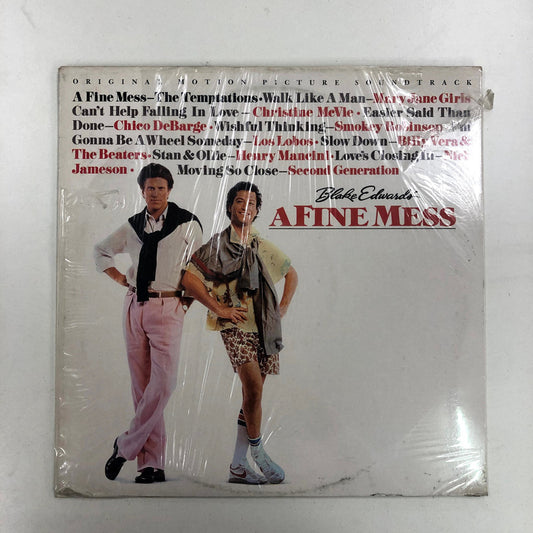 ORIGINAL MOTION PICTURE SOUNDTRACK
A Fine Mess–The Temptations•Walk Like A Man–Mary Jane Girls
Can't Help Falling In Love – Christine McVie•Easier Said Than
Done–Chico DeBarge•Wishful Thinking–Smokey Robinson•I'm
Gonna Be A Wheel Someday–Los Lobos•Slow Down–Billy Vera &
The Beaters•Stan & Ollie–Henry Mancini•Love's Closing In–Nick
Jameson•Moving So Close–Second Generation
Blake Edwards'
A FINE MESS